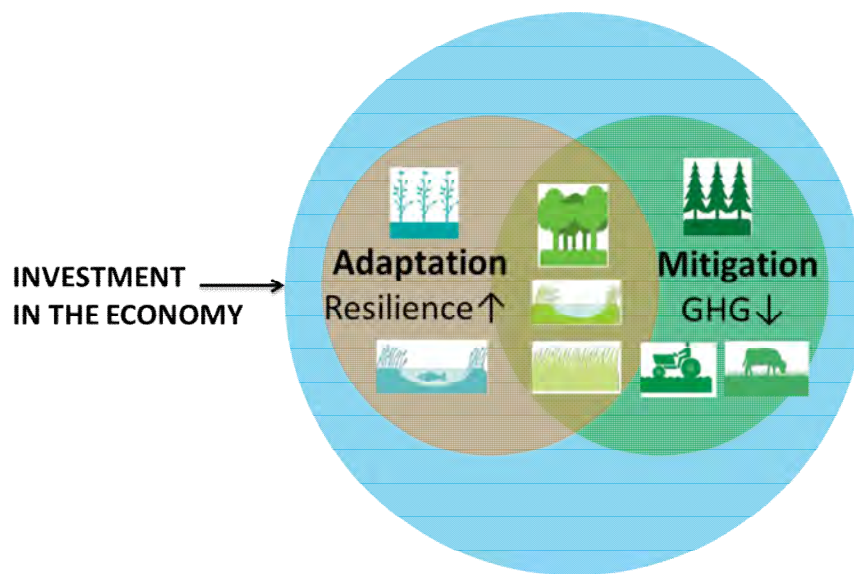 INVESTMENT
IN THE ECONOMY
Adaptation
Resilience↑
Mitigation
GHG↓